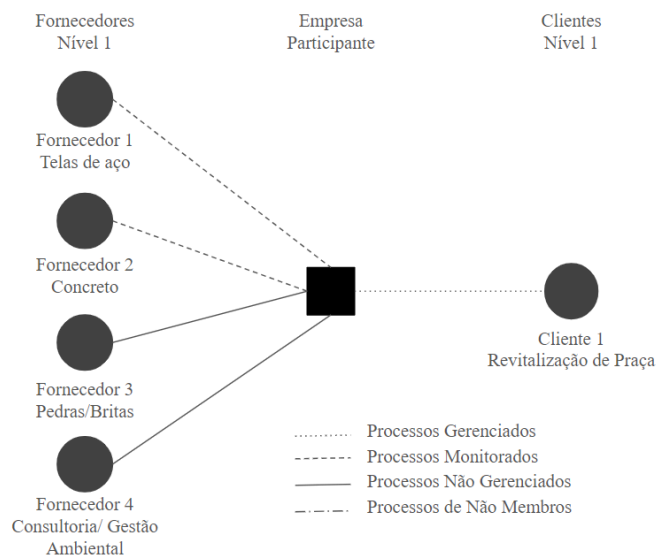 Fornecedores
Nível 1
Empresa
Participante
Clientes
Nível 1
Fornecedor 1
Telas de aço
Fornecedor 2
Concreto
Fornecedor 3
Pedras/Britas
Fornecedor 4
Consultoria/ Gestão
Ambiental
Cliente 1
Revitalização de Praça
Processos Gerenciados
Processos Monitorados
Processos Não Gerenciados
Processos de Não Membros